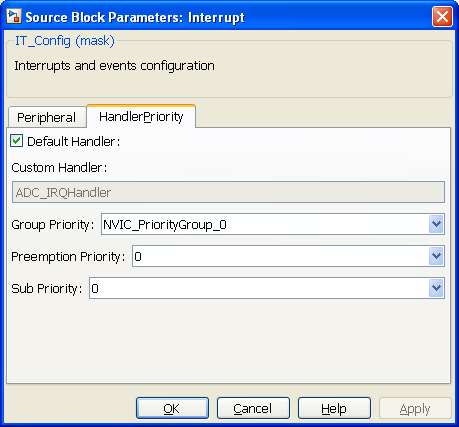 Source Block Parameters: Interrupt
IT_Config (mask)
Interrupts and events configuration
Peripheral HandlerPriority
Default Handler:
Custom Handler:
ADC_IRQHandler
Group Priority: NVIC_PriorityGroup_0
Preemption Priority: 0
Sub Priority: 0
OK Cancel Help Apply